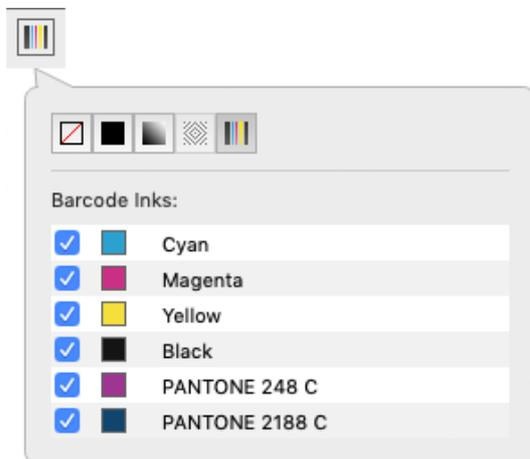 Barcode Inks:
Cyan
Magenta
Yellow
Black
PANTONE 248 C
PANTONE 2188 C